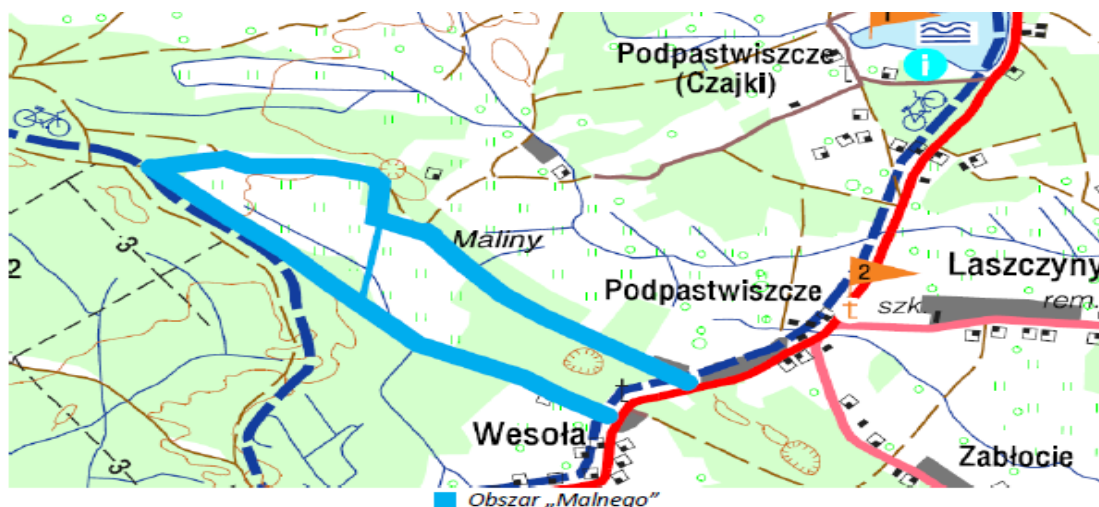 i
Podpastwiszcze
(Czajki)
Maliny
2
3
2
Laszczyny
Podpastwiszcze
szk.
rem.
t
Wesoła
3
Zabłocie
Obszar „Malnego”